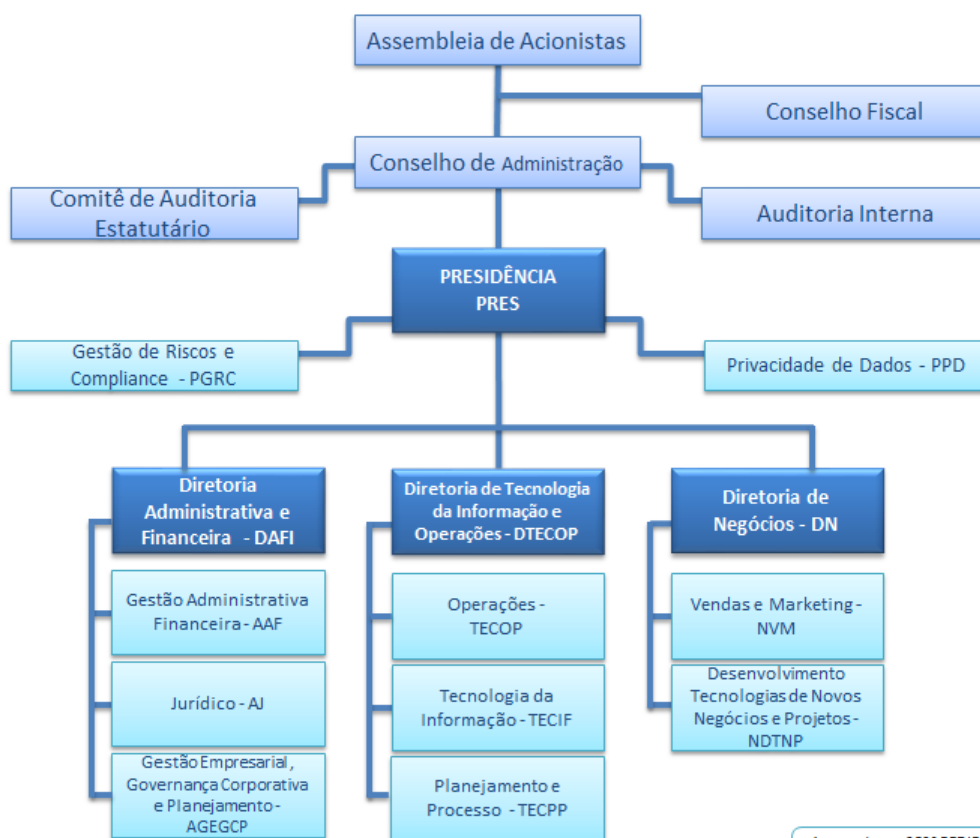 Assembleia de Acionistas
Conselho Fiscal
Conselho de Administração
Comitê de Auditoria
Estatutário
Auditoria Interna
PRESIDÊNCIA
PRES
Gestão de Riscos e
Compliance - PGRC
Privacidade de Dados - PPD
Diretoria
Administrativa e
Financeira - DAFI
Gestão Administrativa
Financeira - AAF
Jurídico - AJ
Gestão Empresarial,
Governança Corporativa
e Planejamento -
AGEGCP
Diretoria de Tecnologia
da Informação e
Operações - DTECOP
Operações -
TECOP
Tecnologia da
Informação - TECIF
Planejamento e
Processo - TECPP
Diretoria de
Negócios - DN
Vendas e Marketing -
NVM
Desenvolvimento
Tecnologias de Novos
Negócios e Projetos -
NDTNP